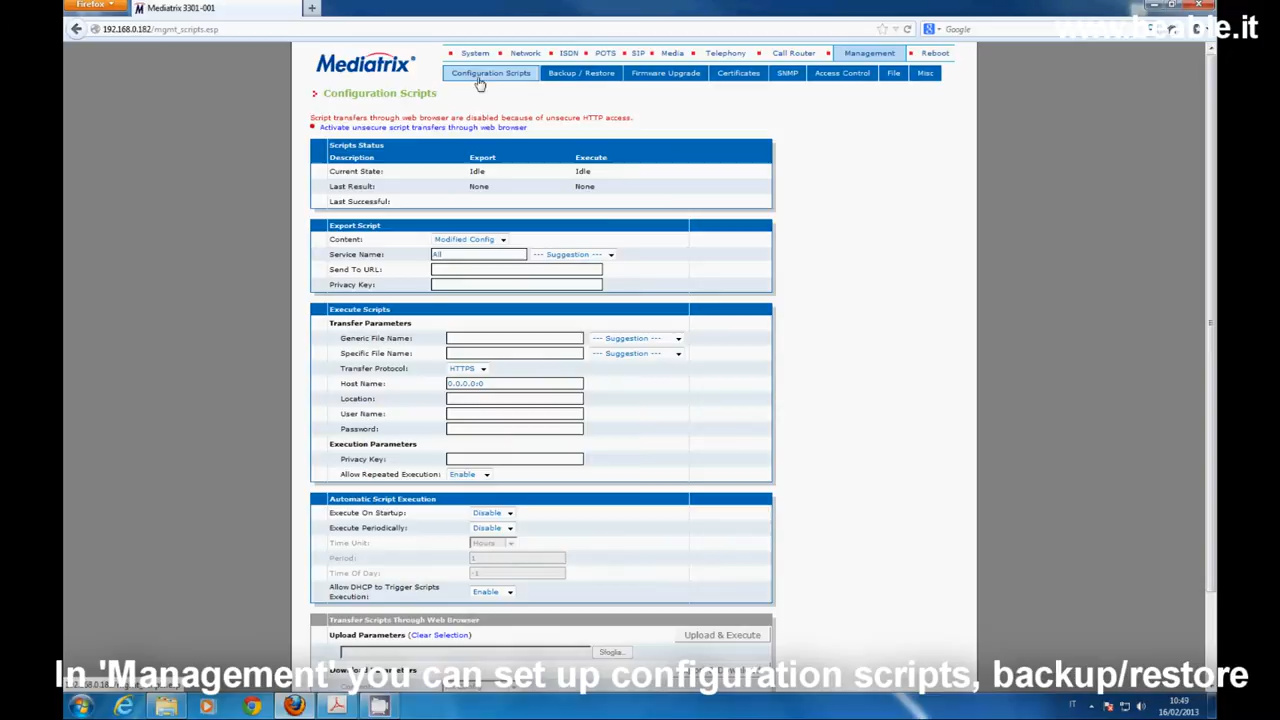 Firefox
Mediatrix 3301-001
192.168.0.182/mgmt_scripts.esp
Google
Mediatrix
System Network ISDN POTS SIP Media Telephony Call Router Management Reboot
Configuration Scripts Backup / Restore Firmware Upgrade Certificates SNMP Access Control File Misc
Configuration Scripts
Script transfers through web browser are disabled because of unsecure HTTP access.
Activate unsecure script transfers through web browser
Scripts Status
Description Export Execute
Current State: Idle Idle
Last Result: None None
Last Successful:
Export Script
Content: Modified Config
Service Name: All --- Suggestion ---
Send To URL:
Privacy Key:
Execute Scripts
Transfer Parameters
Generic File Name: --- Suggestion ---
Specific File Name: --- Suggestion ---
Transfer Protocol: HTTPS
Host Name: 0.0.0.0:0
Location:
User Name:
Password:
Execution Parameters
Privacy Key:
Allow Repeated Execution: Enable
Automatic Script Execution
Execute On Startup: Disable
Execute Periodically: Disable
Time Unit: Hours
Period: 1
Time Of Day: -1
Allow DHCP to Trigger Scripts
Execution: Enable
Transfer Scripts Through Web Browser
Upload Parameters (Clear Selection) Upload & Execute
Sfoglia...
In 'Management' you can set up configuration scripts, backup/restore
IT 10:49
16/02/2013